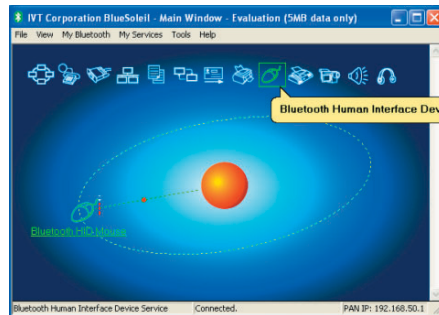 IVT Corporation BlueSoleil - Main Window - Evaluation (5MB data only)
File View My Bluetooth My Services Tools Help
Bluetooth Human Interface Dev
Bluetooth HID-Mouse
Bluetooth Human Interface Device Service Connected. PAN IP: 192.168.50.1